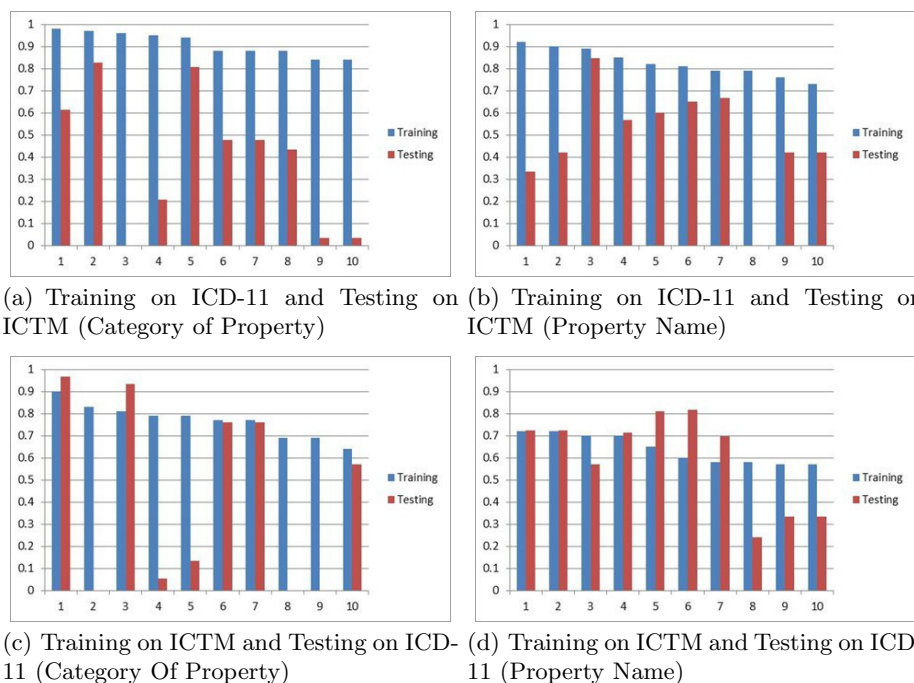 1
0.9
0.8
0.7
0.6
0.5
0.4
0.3
0.2
0.1
0
1 2 3 4 5 6 7 8 9 10
Training
Testing
(a) Training on ICD-11 and Testing on
ICTM (Category of Property)
1
0.9
0.8
0.7
0.6
0.5
0.4
0.3
0.2
0.1
0
1 2 3 4 5 6 7 8 9 10
Training
Testing
(b) Training on ICD-11 and Testing on
ICTM (Property Name)
1
0.9
0.8
0.7
0.6
0.5
0.4
0.3
0.2
0.1
0
1 2 3 4 5 6 7 8 9 10
Training
Testing
(c) Training on ICTM and Testing on ICD-
11 (Category Of Property)
1
0.9
0.8
0.7
0.6
0.5
0.4
0.3
0.2
0.1
0
1 2 3 4 5 6 7 8 9 10
Training
Testing
(d) Training on ICTM and Testing on ICD
11 (Property Name)